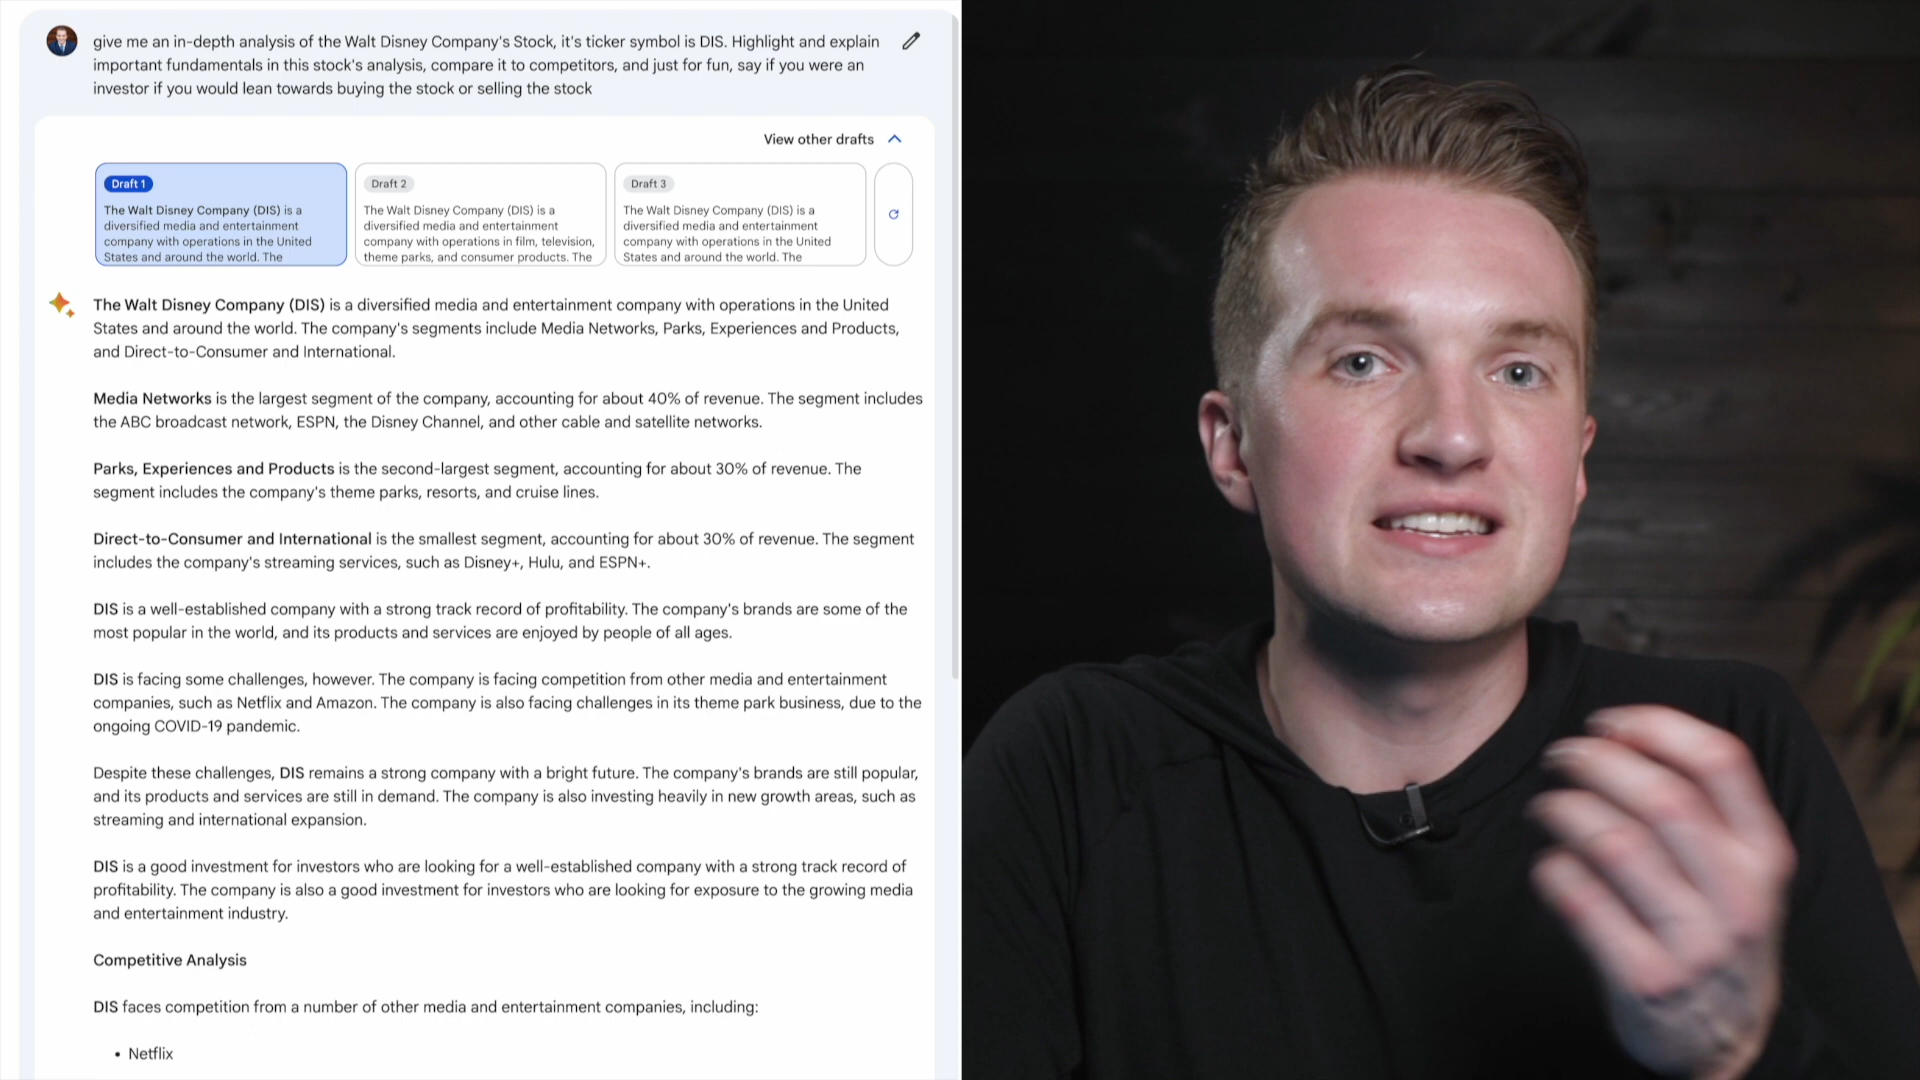 give me an in-depth analysis of the Walt Disney Company's Stock, it's ticker symbol is DIS. Highlight and explain
important fundamentals in this stock's analysis, compare it to competitors, and just for fun, say if you were an
investor if you would lean towards buying the stock or selling the stock
View other drafts
Draft 1
The Walt Disney Company (DIS) is a
diversified media and entertainment
company with operations in the United
States and around the world. The
Draft 2
The Walt Disney Company (DIS) is a
diversified media and entertainment
company with operations in film, television,
theme parks, and consumer products. The
Draft 3
The Walt Disney Company (DIS) is a
diversified media and entertainment
company with operations in the United
States and around the world. The
The Walt Disney Company (DIS) is a diversified media and entertainment company with operations in the United
States and around the world. The company's segments include Media Networks, Parks, Experiences and Products,
and Direct-to-Consumer and International.
Media Networks is the largest segment of the company, accounting for about 40% of revenue. The segment includes
the ABC broadcast network, ESPN, the Disney Channel, and other cable and satellite networks.
Parks, Experiences and Products is the second-largest segment, accounting for about 30% of revenue. The
segment includes the company's theme parks, resorts, and cruise lines.
Direct-to-Consumer and International is the smallest segment, accounting for about 30% of revenue. The segment
includes the company's streaming services, such as Disney+, Hulu, and ESPN+.
DIS is a well-established company with a strong track record of profitability. The company's brands are some of the
most popular in the world, and its products and services are enjoyed by people of all ages.
DIS is facing some challenges, however. The company is facing competition from other media and entertainment
companies, such as Netflix and Amazon. The company is also facing challenges in its theme park business, due to the
ongoing COVID-19 pandemic.
Despite these challenges, DIS remains a strong company with a bright future. The company's brands are still popular,
and its products and services are still in demand. The company is also investing heavily in new growth areas, such as
streaming and international expansion.
DIS is a good investment for investors who are looking for a well-established company with a strong track record of
profitability. The company is also a good investment for investors who are looking for exposure to the growing media
and entertainment industry.
Competitive Analysis
DIS faces competition from a number of other media and entertainment companies, including:
• Netflix